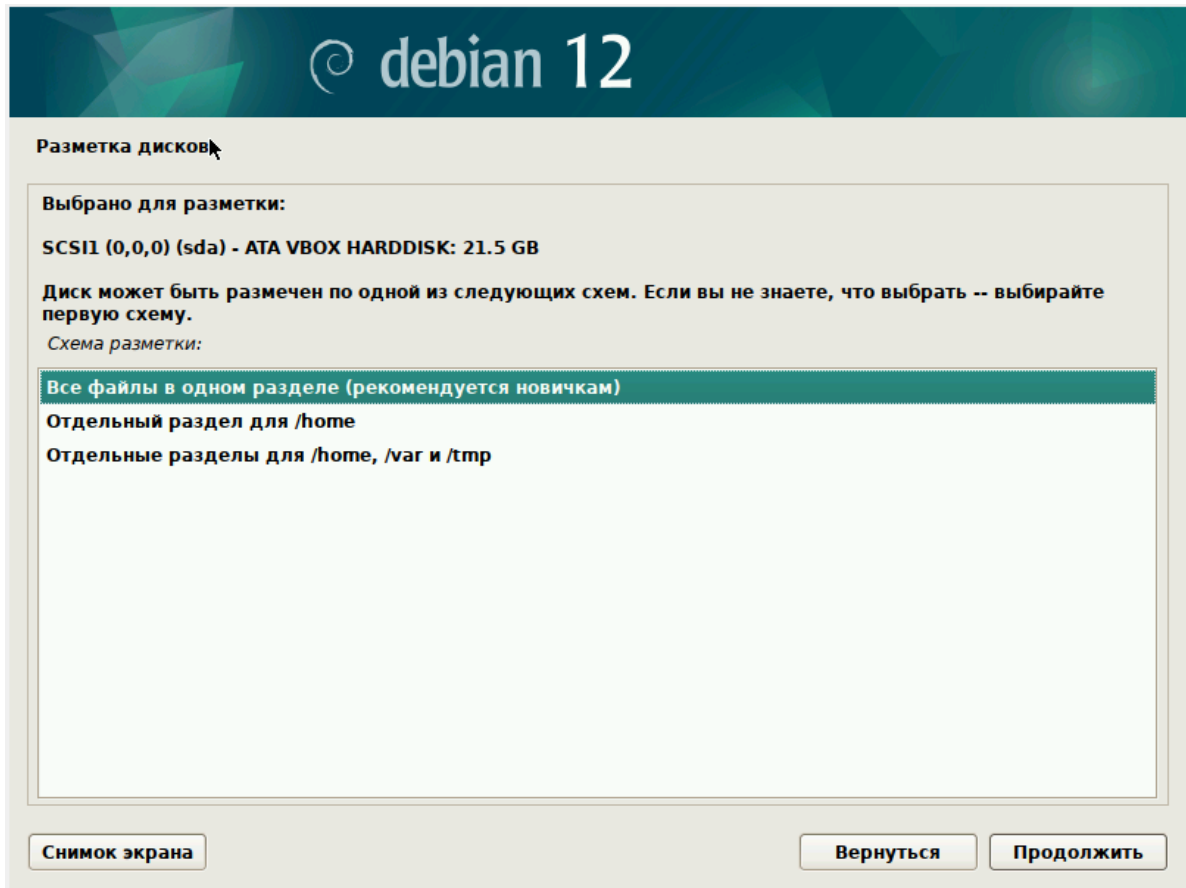 debian 12
Разметка дисков
Выбрано для разметки:
SCSI1 (0,0,0) (sda) - ATA VBOX HARDDISK: 21.5 GB
Диск может быть размечен по одной из следующих схем. Если вы не знаете, что выбрать -- выбирайте
первую схему.
Схема разметки:
Все файлы в одном разделе (рекомендуется новичкам)
Отдельный раздел для /home
Отдельные разделы для /home, /var и /tmp
Снимок экрана
Вернуться
Продолжить